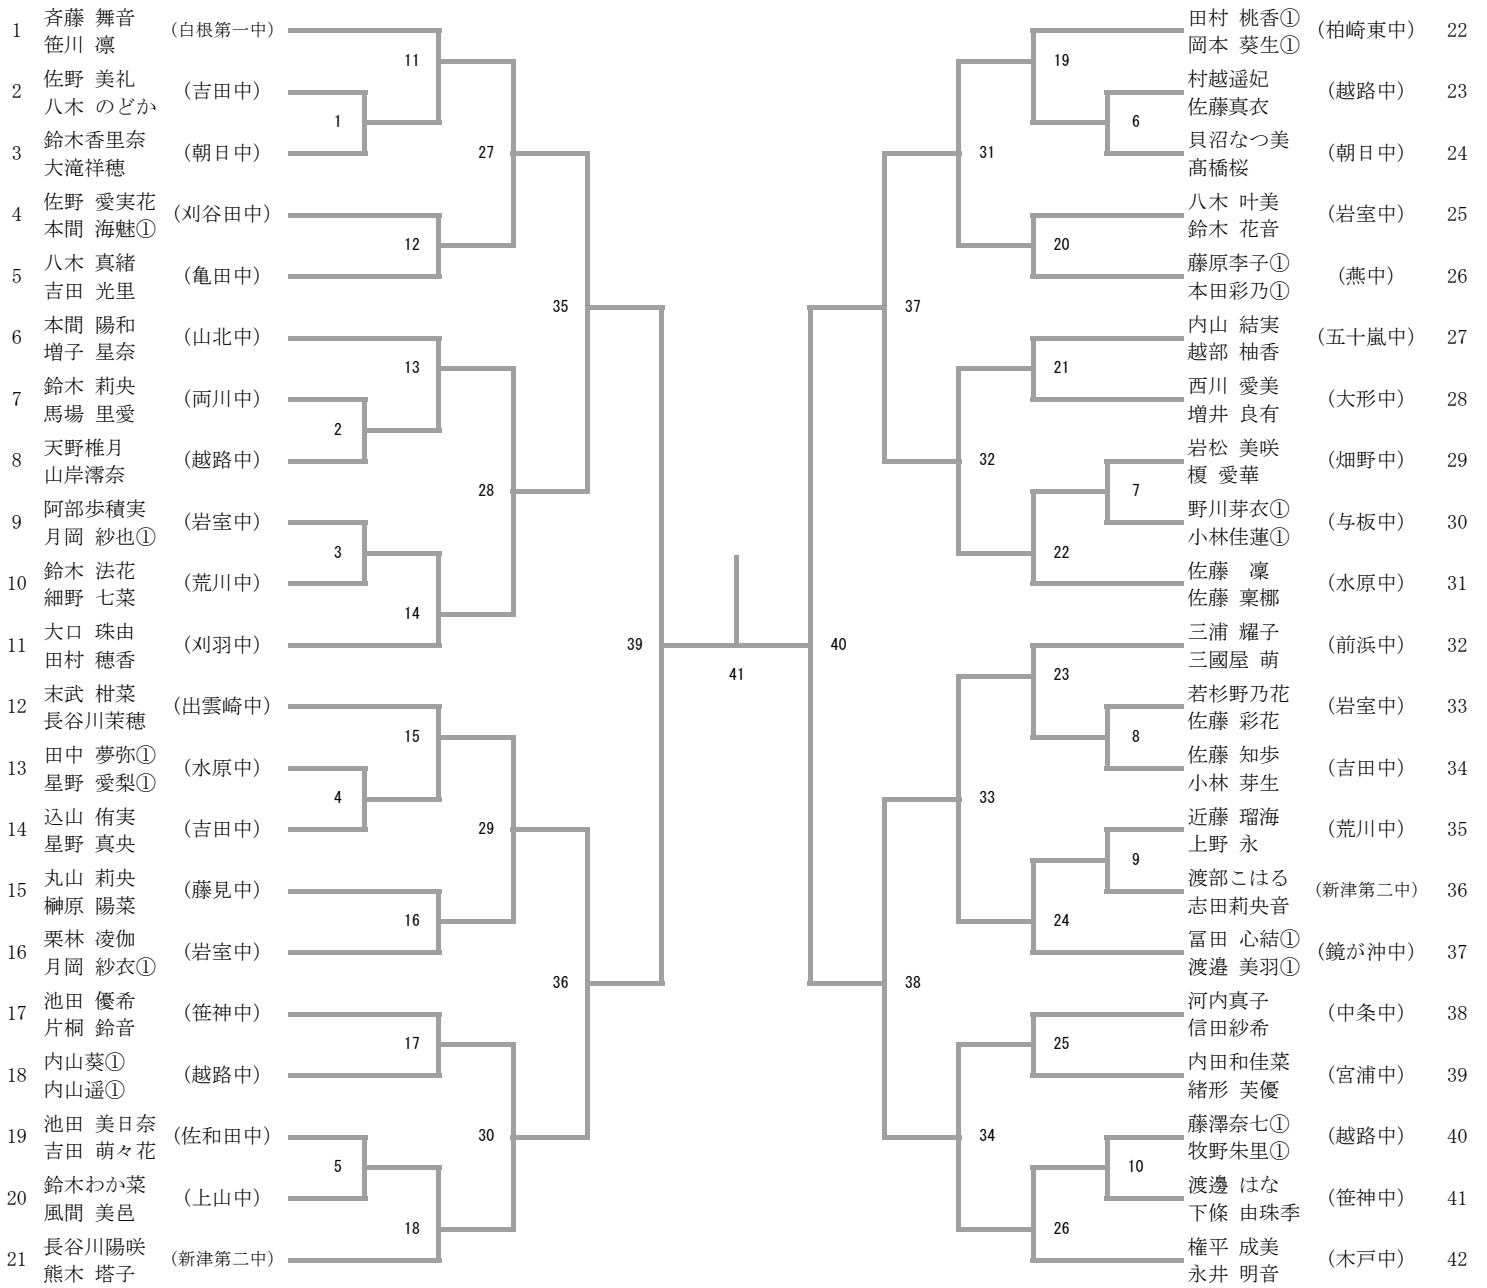 1 斉藤 舞音 (白根第一中)
笹川 凛
2 佐野 美礼 (吉田中)
八木 のどか
3 鈴木香里奈 (朝日中)
大滝祥穂
4 佐野 愛実花 (刈谷田中)
本間 海魅①
5 八木 真緒 (亀田中)
吉田 光里
6 本間 陽和 (山北中)
増子 星奈
7 鈴木 莉央 (両川中)
馬場 里愛
8 天野椎月 (越路中)
山岸澪奈
9 阿部歩積実 (岩室中)
月岡 紗也①
10 鈴木 法花 (荒川中)
細野 七菜
11 大口 珠由 (刈羽中)
田村 穂香
12 末武 柑菜 (出雲崎中)
長谷川茉穂
13 田中 夢弥① (水原中)
星野 愛梨①
14 込山 侑実 (吉田中)
星野 真央
15 丸山 莉央 (藤見中)
榊原 陽菜
16 栗林 凌伽 (岩室中)
月岡 紗衣①
17 池田 優希 (笹神中)
片桐 鈴音
18 内山葵① (越路中)
内山遥①
19 池田 美日奈 (佐和田中)
吉田 萌々花
20 鈴木わか菜 (上山中)
風間 美邑
21 長谷川陽咲 (新津第二中)
熊木 塔子
11
1
27
12
35
13
2
28
3
14
39
15
4
29
16
36
17
30
5
18
41
19
6
31
20
37
21
32
7
22
40
23
8
33
9
24
38
25
34
10
26
田村 桃香① (柏崎東中) 22
岡本 葵生①
村越遥妃 (越路中) 23
佐藤真衣
貝沼なつ美 (朝日中) 24
髙橋桜
八木 叶美 (岩室中) 25
鈴木 花音
藤原李子① (燕中) 26
本田彩乃①
内山 結実 (五十嵐中) 27
越部 柚香
西川 愛美 (大形中) 28
増井 良有
岩松 美咲 (畑野中) 29
榎 愛華
野川芽衣① (与板中) 30
小林佳蓮①
佐藤 凜 (水原中) 31
佐藤 稟梛
三浦 耀子 (前浜中) 32
三國屋 萌
若杉野乃花 (岩室中) 33
佐藤 彩花
佐藤 知歩 (吉田中) 34
小林 芽生
近藤 瑠海 (荒川中) 35
上野 永
渡部こはる (新津第二中) 36
志田莉央音
冨田 心結① (鏡が沖中) 37
渡邉 美羽①
河内真子 (中条中) 38
信田紗希
内田和佳菜 (宮浦中) 39
緒形 芙優
藤澤奈七① (越路中) 40
牧野朱里①
渡邊 はな (笹神中) 41
下條 由珠季
権平 成美 (木戸中) 42
永井 明音